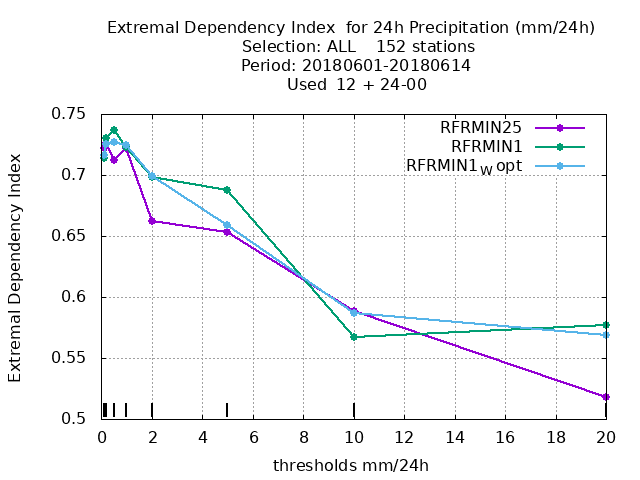 Extremal Dependency Index  for 24h Precipitation (mm/24h)
Selection: ALL    152 stations
Period: 20180601-20180614
Used  12 + 24-00
RFRMIN25
RFRMIN1
RFRMIN1W opt
Extremal Dependency Index
0.75
0.7
0.65
0.6
0.55
0.5
0 2 4 6 8 10 12 14 16 18 20
thresholds mm/24h